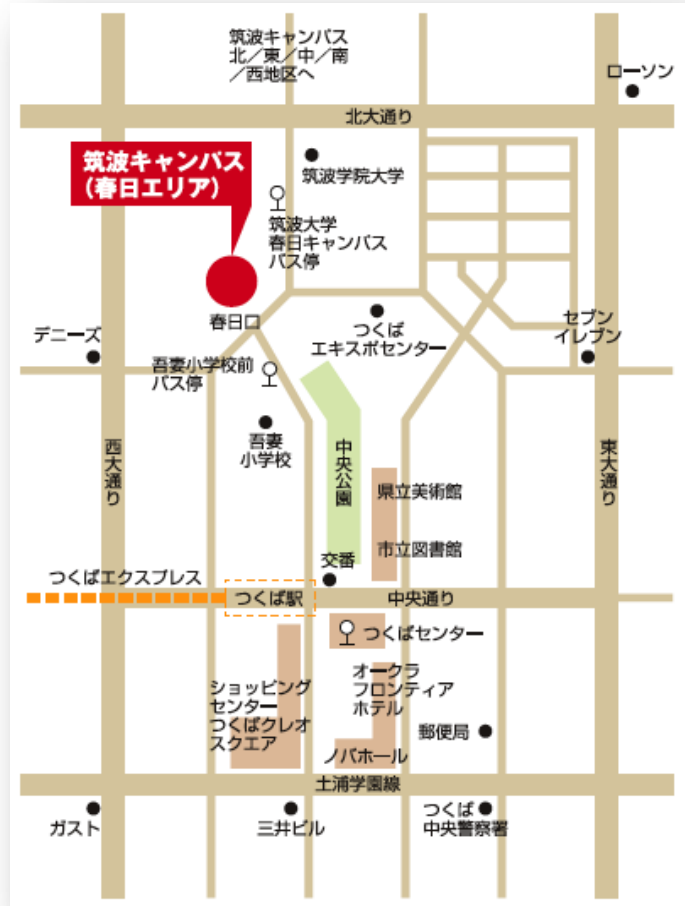 筑波キャンパス
北／東／中／南
／西地区へ
ローソン
北大通り
筑波キャンパス
（春日エリア）
筑波学院大学
筑波大学
春日キャンパス
バス停
春日口
つくば
エキスポセンター
セブン
イレブン
デニーズ
吾妻小学校前
バス停
吾妻
小学校
西大通り
中央公園
東大通り
県立美術館
市立図書館
交番
つくばエクスプレス
つくば駅
中央通り
つくばセンター
オークラ
フロンティア
ホテル
ショッピング
センター
つくばクレオ
スクエア
郵便局
ノバホール
土浦学園線
ガスト
三井ビル
つくば
中央警察署